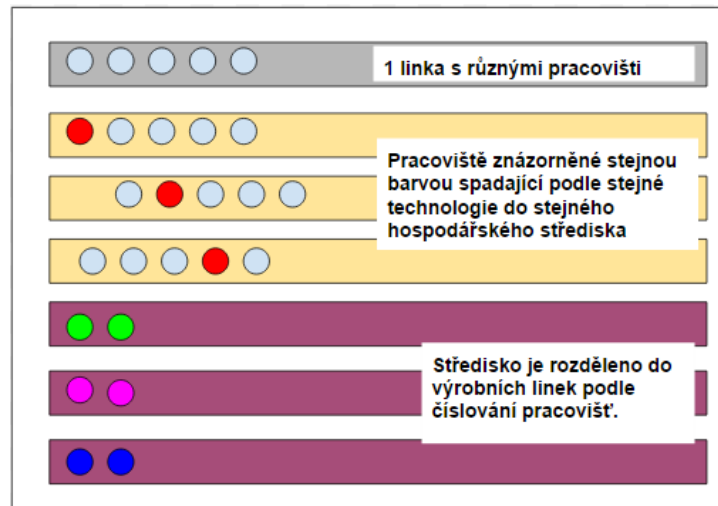 1 linka s různými pracovišti
Pracoviště znázorněné stejnou
barvou spadající podle stejné
technologie do stejného
hospodářského střediska
Středisko je rozděleno do
výrobních linek podle
číslování pracovišť.